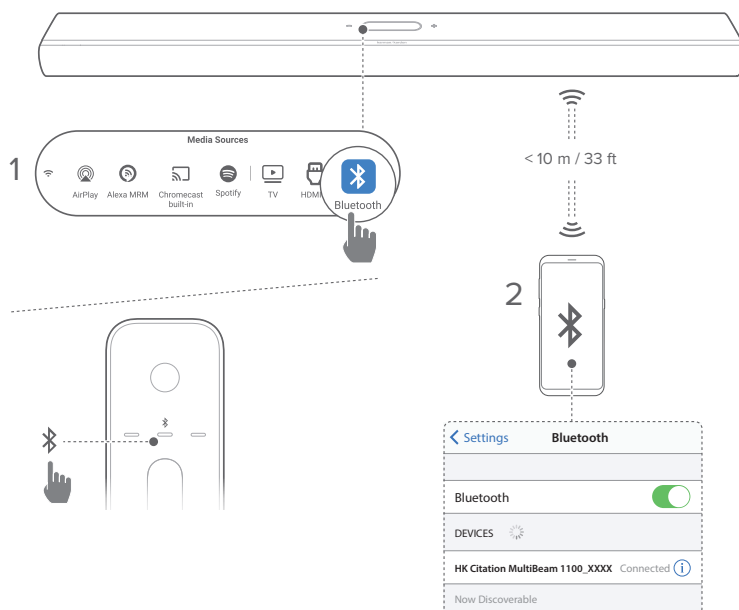 1
Media Sources
AirPlay
Alexa MRM
Chromecast
built-in
Spotify
TV
HDMI
Bluetooth
< 10 m / 33 ft
2
Settings
Bluetooth
Bluetooth
DEVICES
HK Citation MultiBeam 1100_XXXX Connected
Now Discoverable